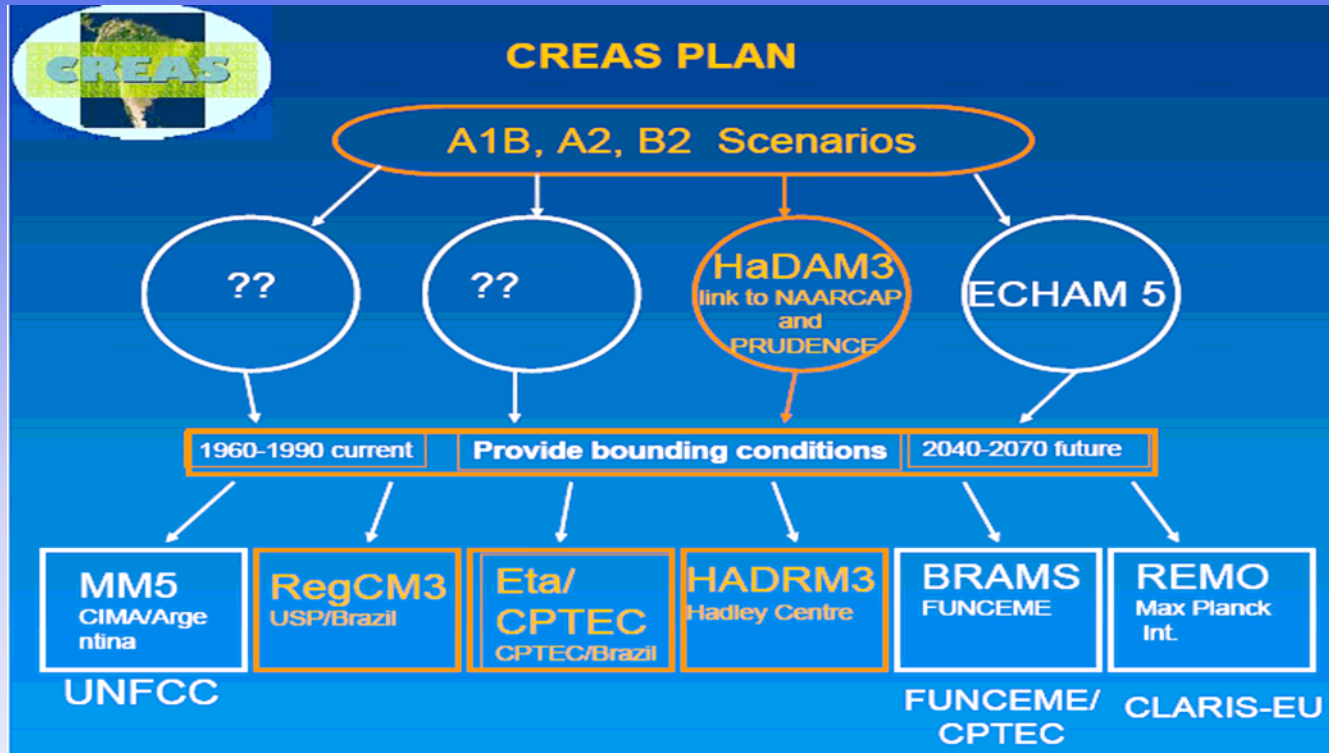 CREAS
CREAS PLAN
A1B, A2, B2 Scenarios
??
??
HaDAM3
link to NAARCAP
and
PRUDENCE
ECHAM 5
1960-1990 current
Provide bounding conditions
2040-2070 future
MM5
CIMA/Arge
ntina
RegCM3
USP/Brazil
Eta/
CPTEC
CPTEC/Brazil
HADRM3
Hadley Centre
BRAMS
FUNCEME
REMO
Max Planck
Int.
UNFCC
FUNCEME/
CPTEC
CLARIS-EU